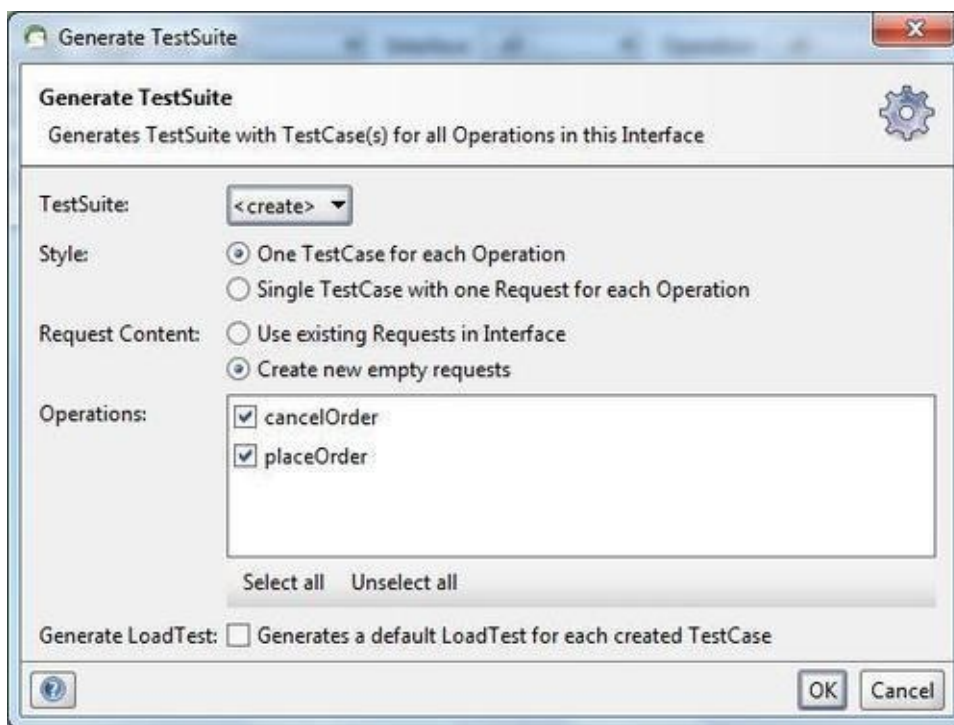 Generate TestSuite
Generate TestSuite
Generates TestSuite with TestCase(s) for all Operations in this Interface
TestSuite: <create>
Style: One TestCase for each Operation
Single TestCase with one Request for each Operation
Request Content: Use existing Requests in Interface
Create new empty requests
Operations: cancelOrder
placeOrder
Select all Unselect all
Generate LoadTest: Generates a default LoadTest for each created TestCase
OK Cancel